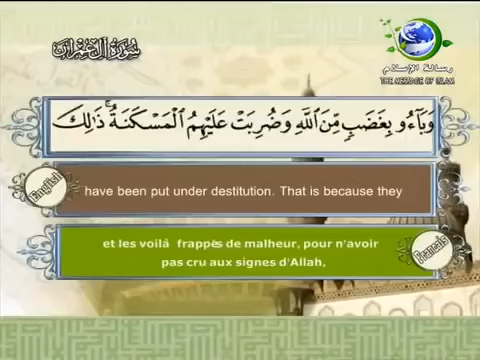 سورة آل عمران
رسالة الإسلام
THE MESSAGE OF ISLAM
وَبَآءُو بِغَضَبٍ مِّنَ ٱللَّهِ وَضُرِبَتْ عَلَيْهِمُ ٱلْمَسْكَنَةُ ۚ ذَٰلِكَ
English
have been put under destitution. That is because they
et les voilà frappés de malheur, pour n'avoir
pas cru aux signes d'Allah,
Francais